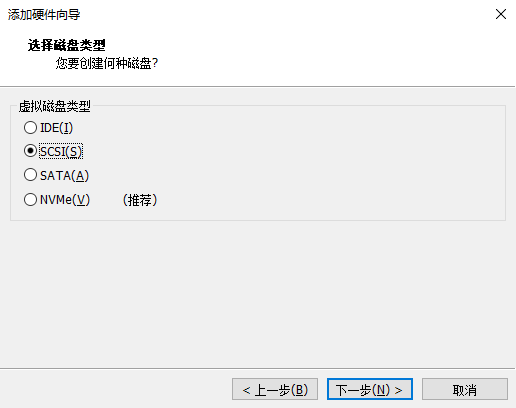 添加硬件向导
选择磁盘类型
您要创建何种磁盘?
虚拟磁盘类型
IDE(I)
SCSI(S)
SATA(A)
NVMe(V) （推荐）
< 上一步(B) 下一步(N) > 取消